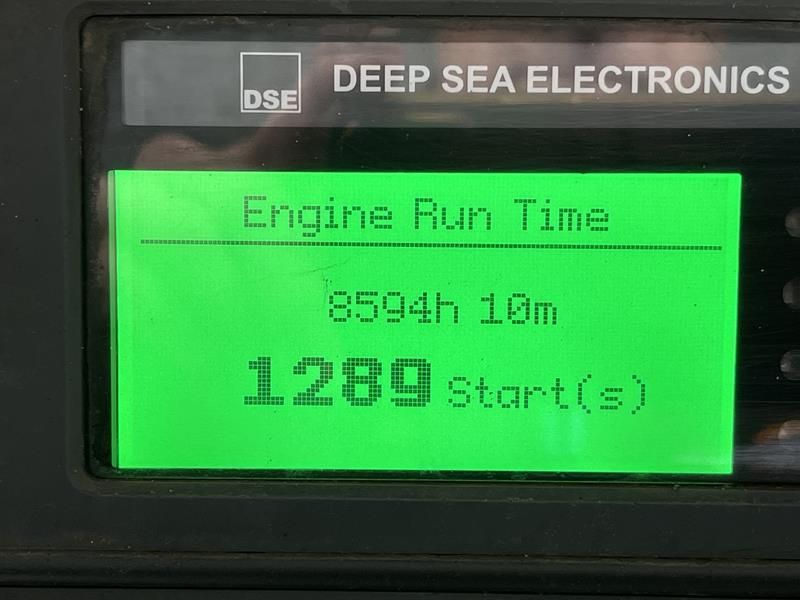 DSE DEEP SEA ELECTRONICS
Engine Run Time
8594h 10m
1289 Start(s)